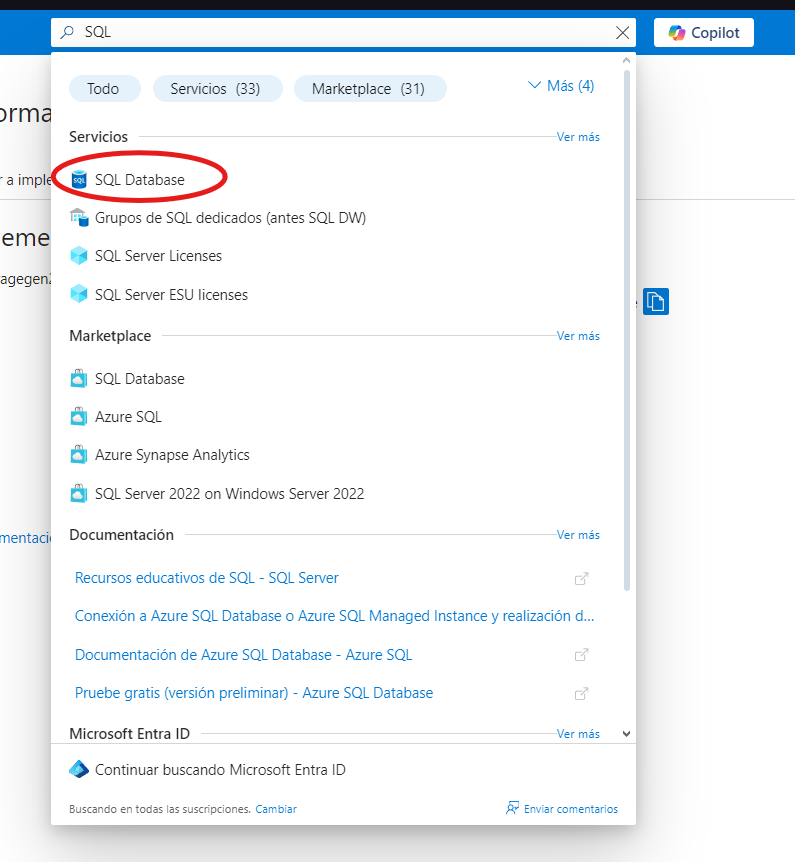 SQL
Copilot
Todo
Servicios (33)
Marketplace (31)
Más (4)
Servicios
Ver más
SQL Database
Grupos de SQL dedicados (antes SQL DW)
SQL Server Licenses
SQL Server ESU licenses
Marketplace
Ver más
SQL Database
Azure SQL
Azure Synapse Analytics
SQL Server 2022 on Windows Server 2022
Documentación
Ver más
Recursos educativos de SQL - SQL Server
Conexión a Azure SQL Database o Azure SQL Managed Instance y realización d...
Documentación de Azure SQL Database - Azure SQL
Pruebe gratis (versión preliminar) - Azure SQL Database
Microsoft Entra ID
Ver más
Continuar buscando Microsoft Entra ID
Buscando en todas las suscripciones. Cambiar
Enviar comentarios
orma
r a imple
eme
agegen2
mentació